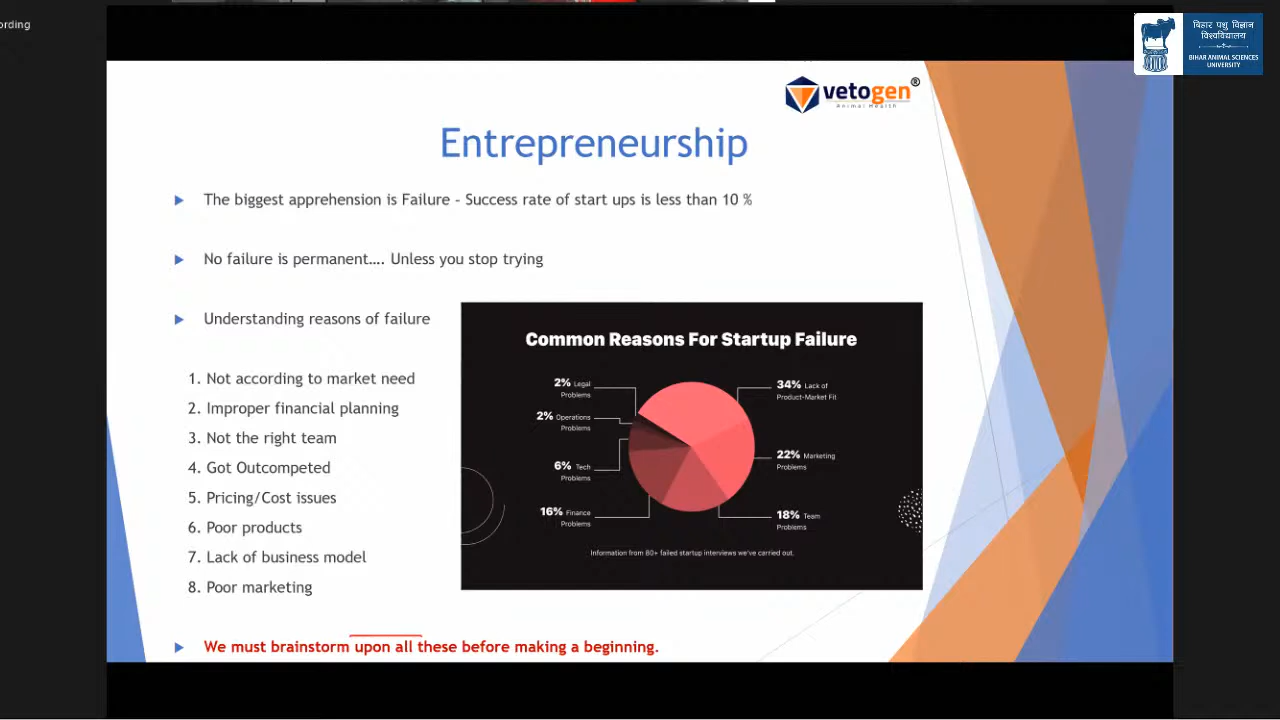 ording
बिहार पशु विज्ञान
विश्वविद्यालय
BIHAR ANIMAL SCIENCES
UNIVERSITY
vetogen®
Animal Health
Entrepreneurship
The biggest apprehension is Failure - Success rate of start ups is less than 10 %
No failure is permanent.... Unless you stop trying
Understanding reasons of failure
1. Not according to market need
2. Improper financial planning
3. Not the right team
4. Got Outcompeted
5. Pricing/Cost issues
6. Poor products
7. Lack of business model
8. Poor marketing
Common Reasons For Startup Failure
2% Legal
Problems
2% Operations
Problems
6% Tech
Problems
16% Finance
Problems
34% Lack of
Product-Market Fit
22% Marketing
Problems
18% Team
Problems
Information from 80+ failed startup interviews we've carried out.
We must brainstorm upon all these before making a beginning.